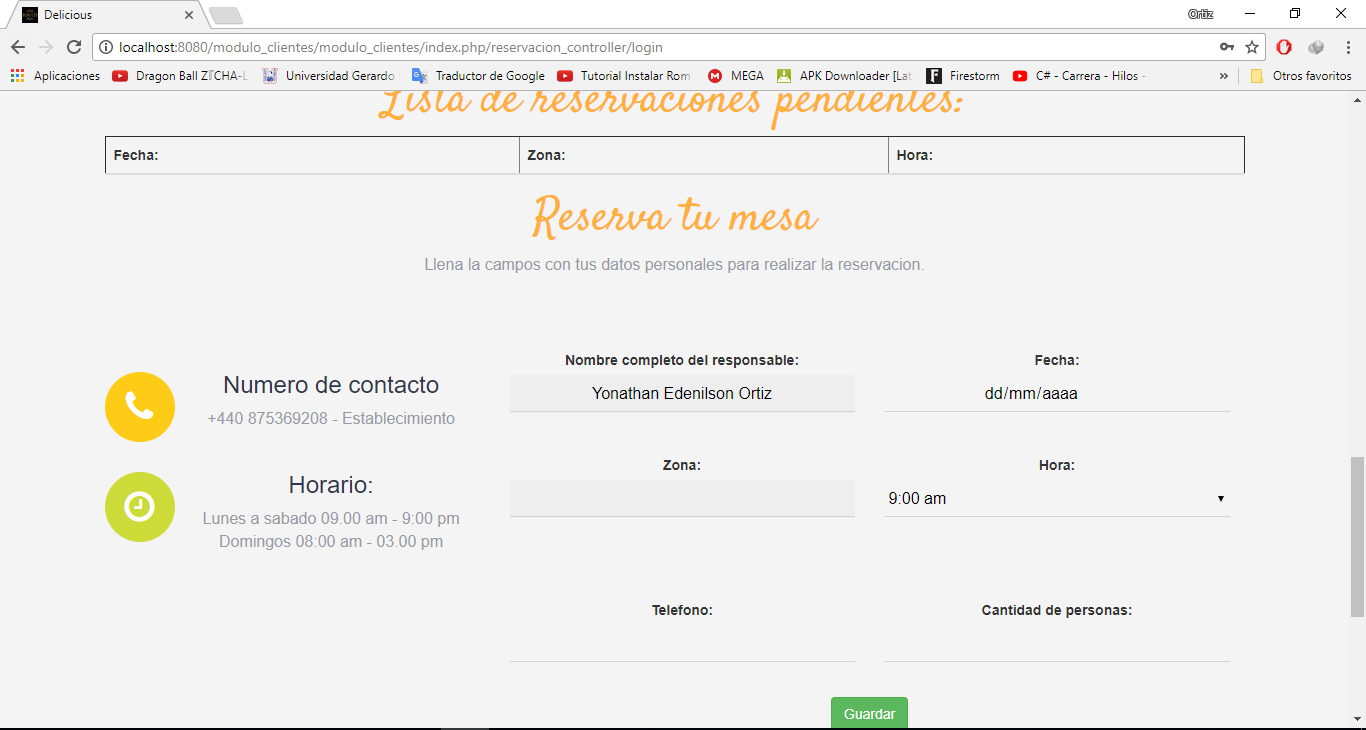 Delicious
Ortiz
localhost:8080/modulo_clientes/modulo_clientes/index.php/reservacion_controller/login
Aplicaciones
Dragon Ball Z『CHA-L
Universidad Gerardo
Traductor de Google
Tutorial Instalar Rom
MEGA
APK Downloader [Lat
Firestorm
C# - Carrera - Hilos -
»
Otros favoritos
Lista de reservaciones pendientes:
Fecha: Zona: Hora:
Reserva tu mesa
Llena la campos con tus datos personales para realizar la reservacion.
Numero de contacto
+440 875369208 - Establecimiento
Horario:
Lunes a sabado 09.00 am - 9:00 pm
Domingos 08:00 am - 03.00 pm
Nombre completo del responsable:
Yonathan Edenilson Ortiz
Fecha:
dd/mm/aaaa
Zona:
Hora:
9:00 am
Telefono:
Cantidad de personas:
Guardar